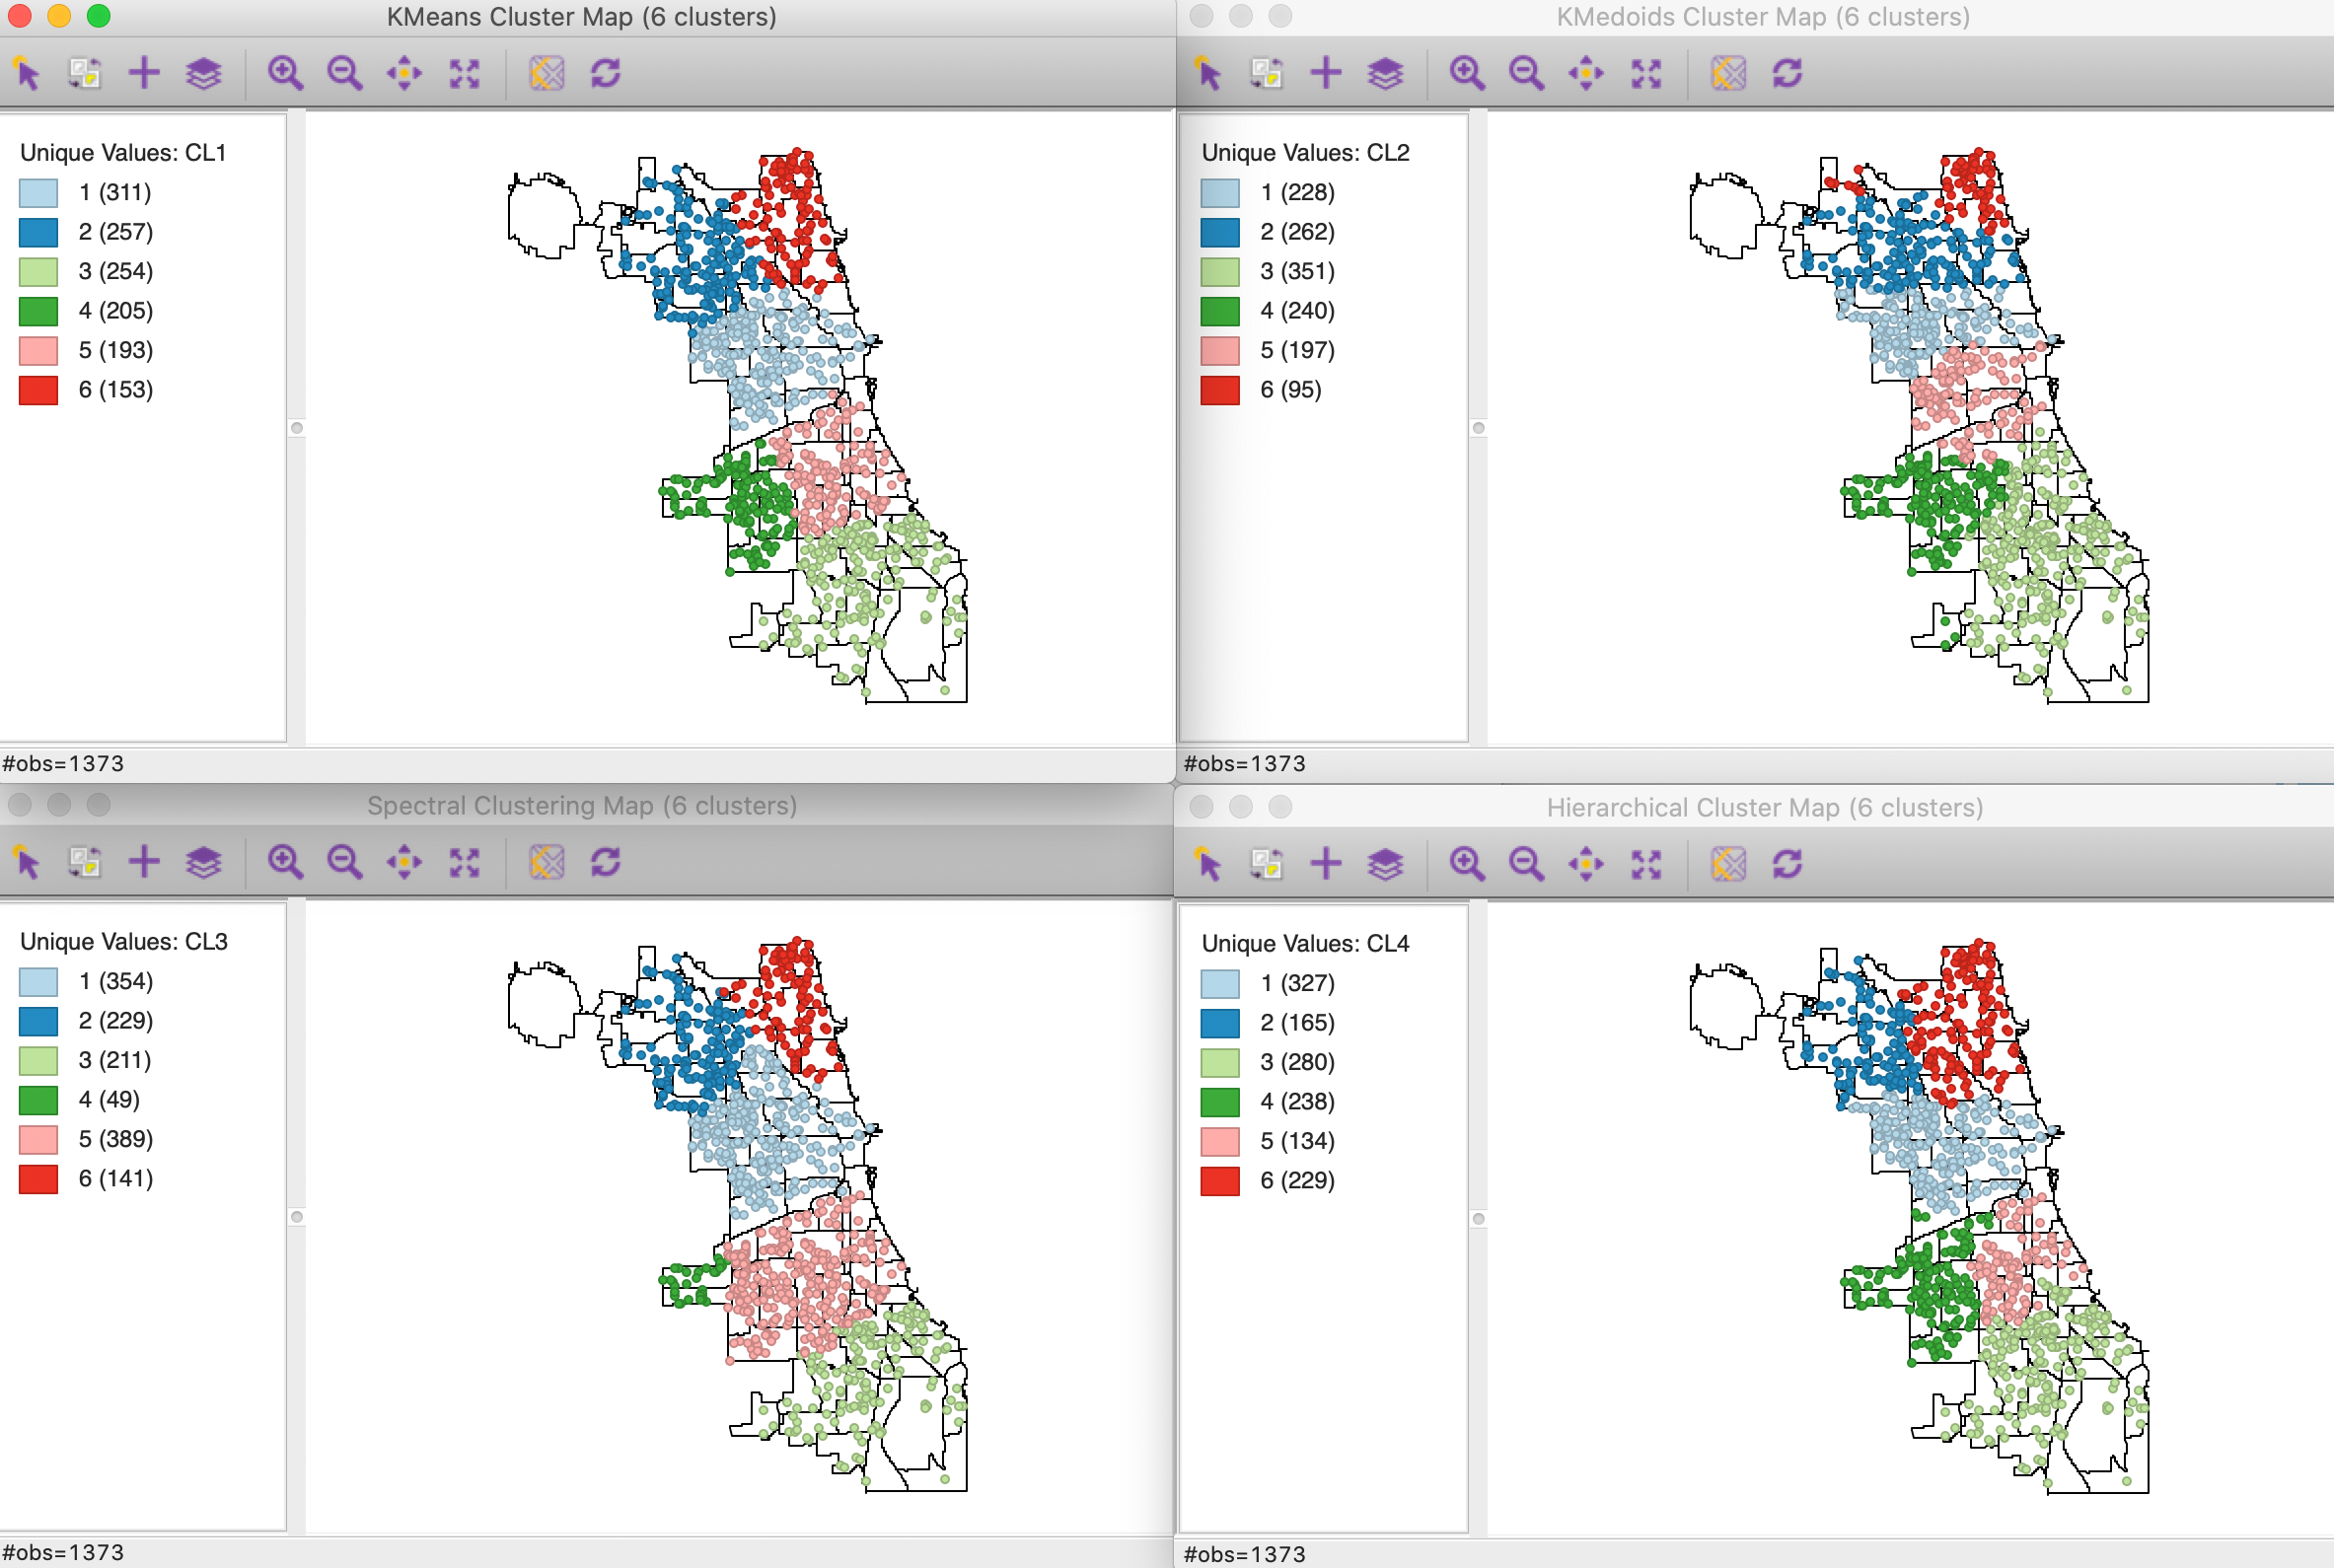 KMeans Cluster Map (6 clusters)
Unique Values: CL1
1 (311)
2 (257)
3 (254)
4 (205)
5 (193)
6 (153)
#obs=1373
KMedoids Cluster Map (6 clusters)
Unique Values: CL2
1 (228)
2 (262)
3 (351)
4 (240)
5 (197)
6 (95)
#obs=1373
Spectral Clustering Map (6 clusters)
Unique Values: CL3
1 (354)
2 (229)
3 (211)
4 (49)
5 (389)
6 (141)
#obs=1373
Hierarchical Cluster Map (6 clusters)
Unique Values: CL4
1 (327)
2 (165)
3 (280)
4 (238)
5 (134)
6 (229)
#obs=1373